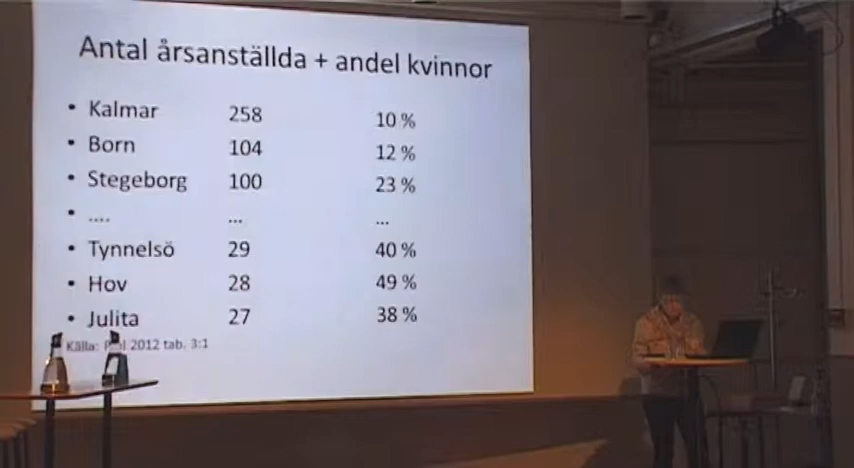 Antal årsanställda + andel kvinnor
• Kalmar 258 10 %
• Born 104 12 %
• Stegeborg 100 23 %
• .... ... ...
• Tynnelsö 29 40 %
• Hov 28 49 %
• Julita 27 38 %
Källa: 2012 tab. 3:1